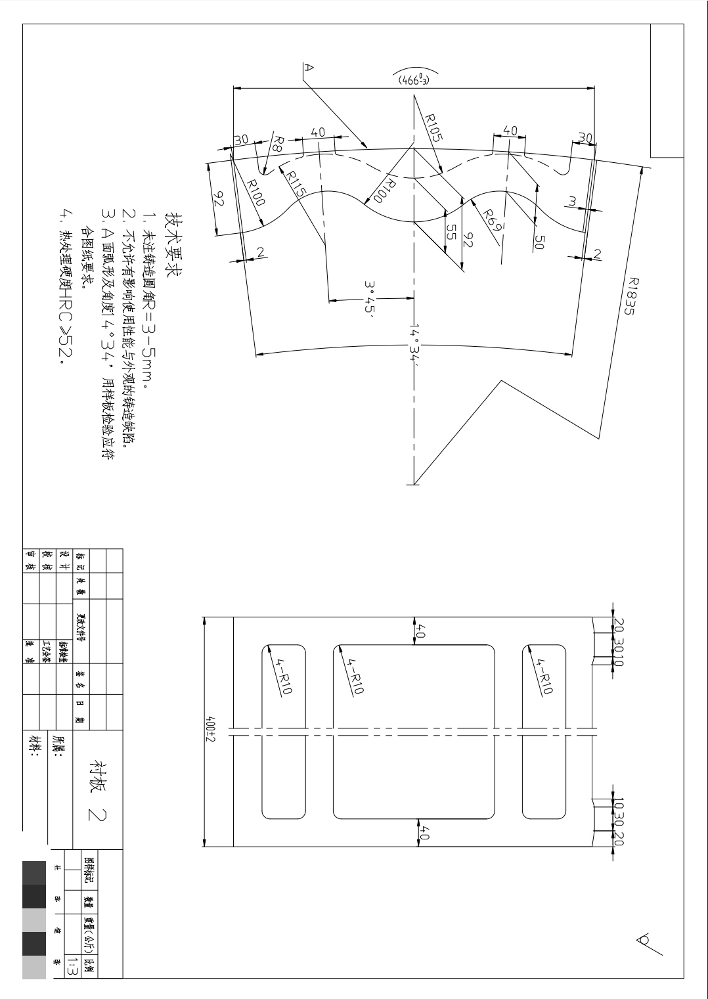 A
(466 0 -3)
30
R8
40
R105
40
30
92
R100
R115
R100
R69
3
2
55
92
50
2
R1835
3°45′
14°34′
技术要求
1. 未注铸造圆角R=3-5mm。
2. 不允许有影响使用性能与外观的铸造缺陷。
3. A面弧形及角度14°34′用样板检验应符
合图纸要求。
4. 热处理硬度HRC≥52。
20
30
10
40
4-R10
4-R10
4-R10
400±2
10
30
20
40
标记
处数
更改文件号
签名
日期
设计
标准检查
校核
工艺会签
审核
批准
衬板 2
所属:
材料:
图样标记
数量
重量(公斤)
比例
1:3
共
张
第
张